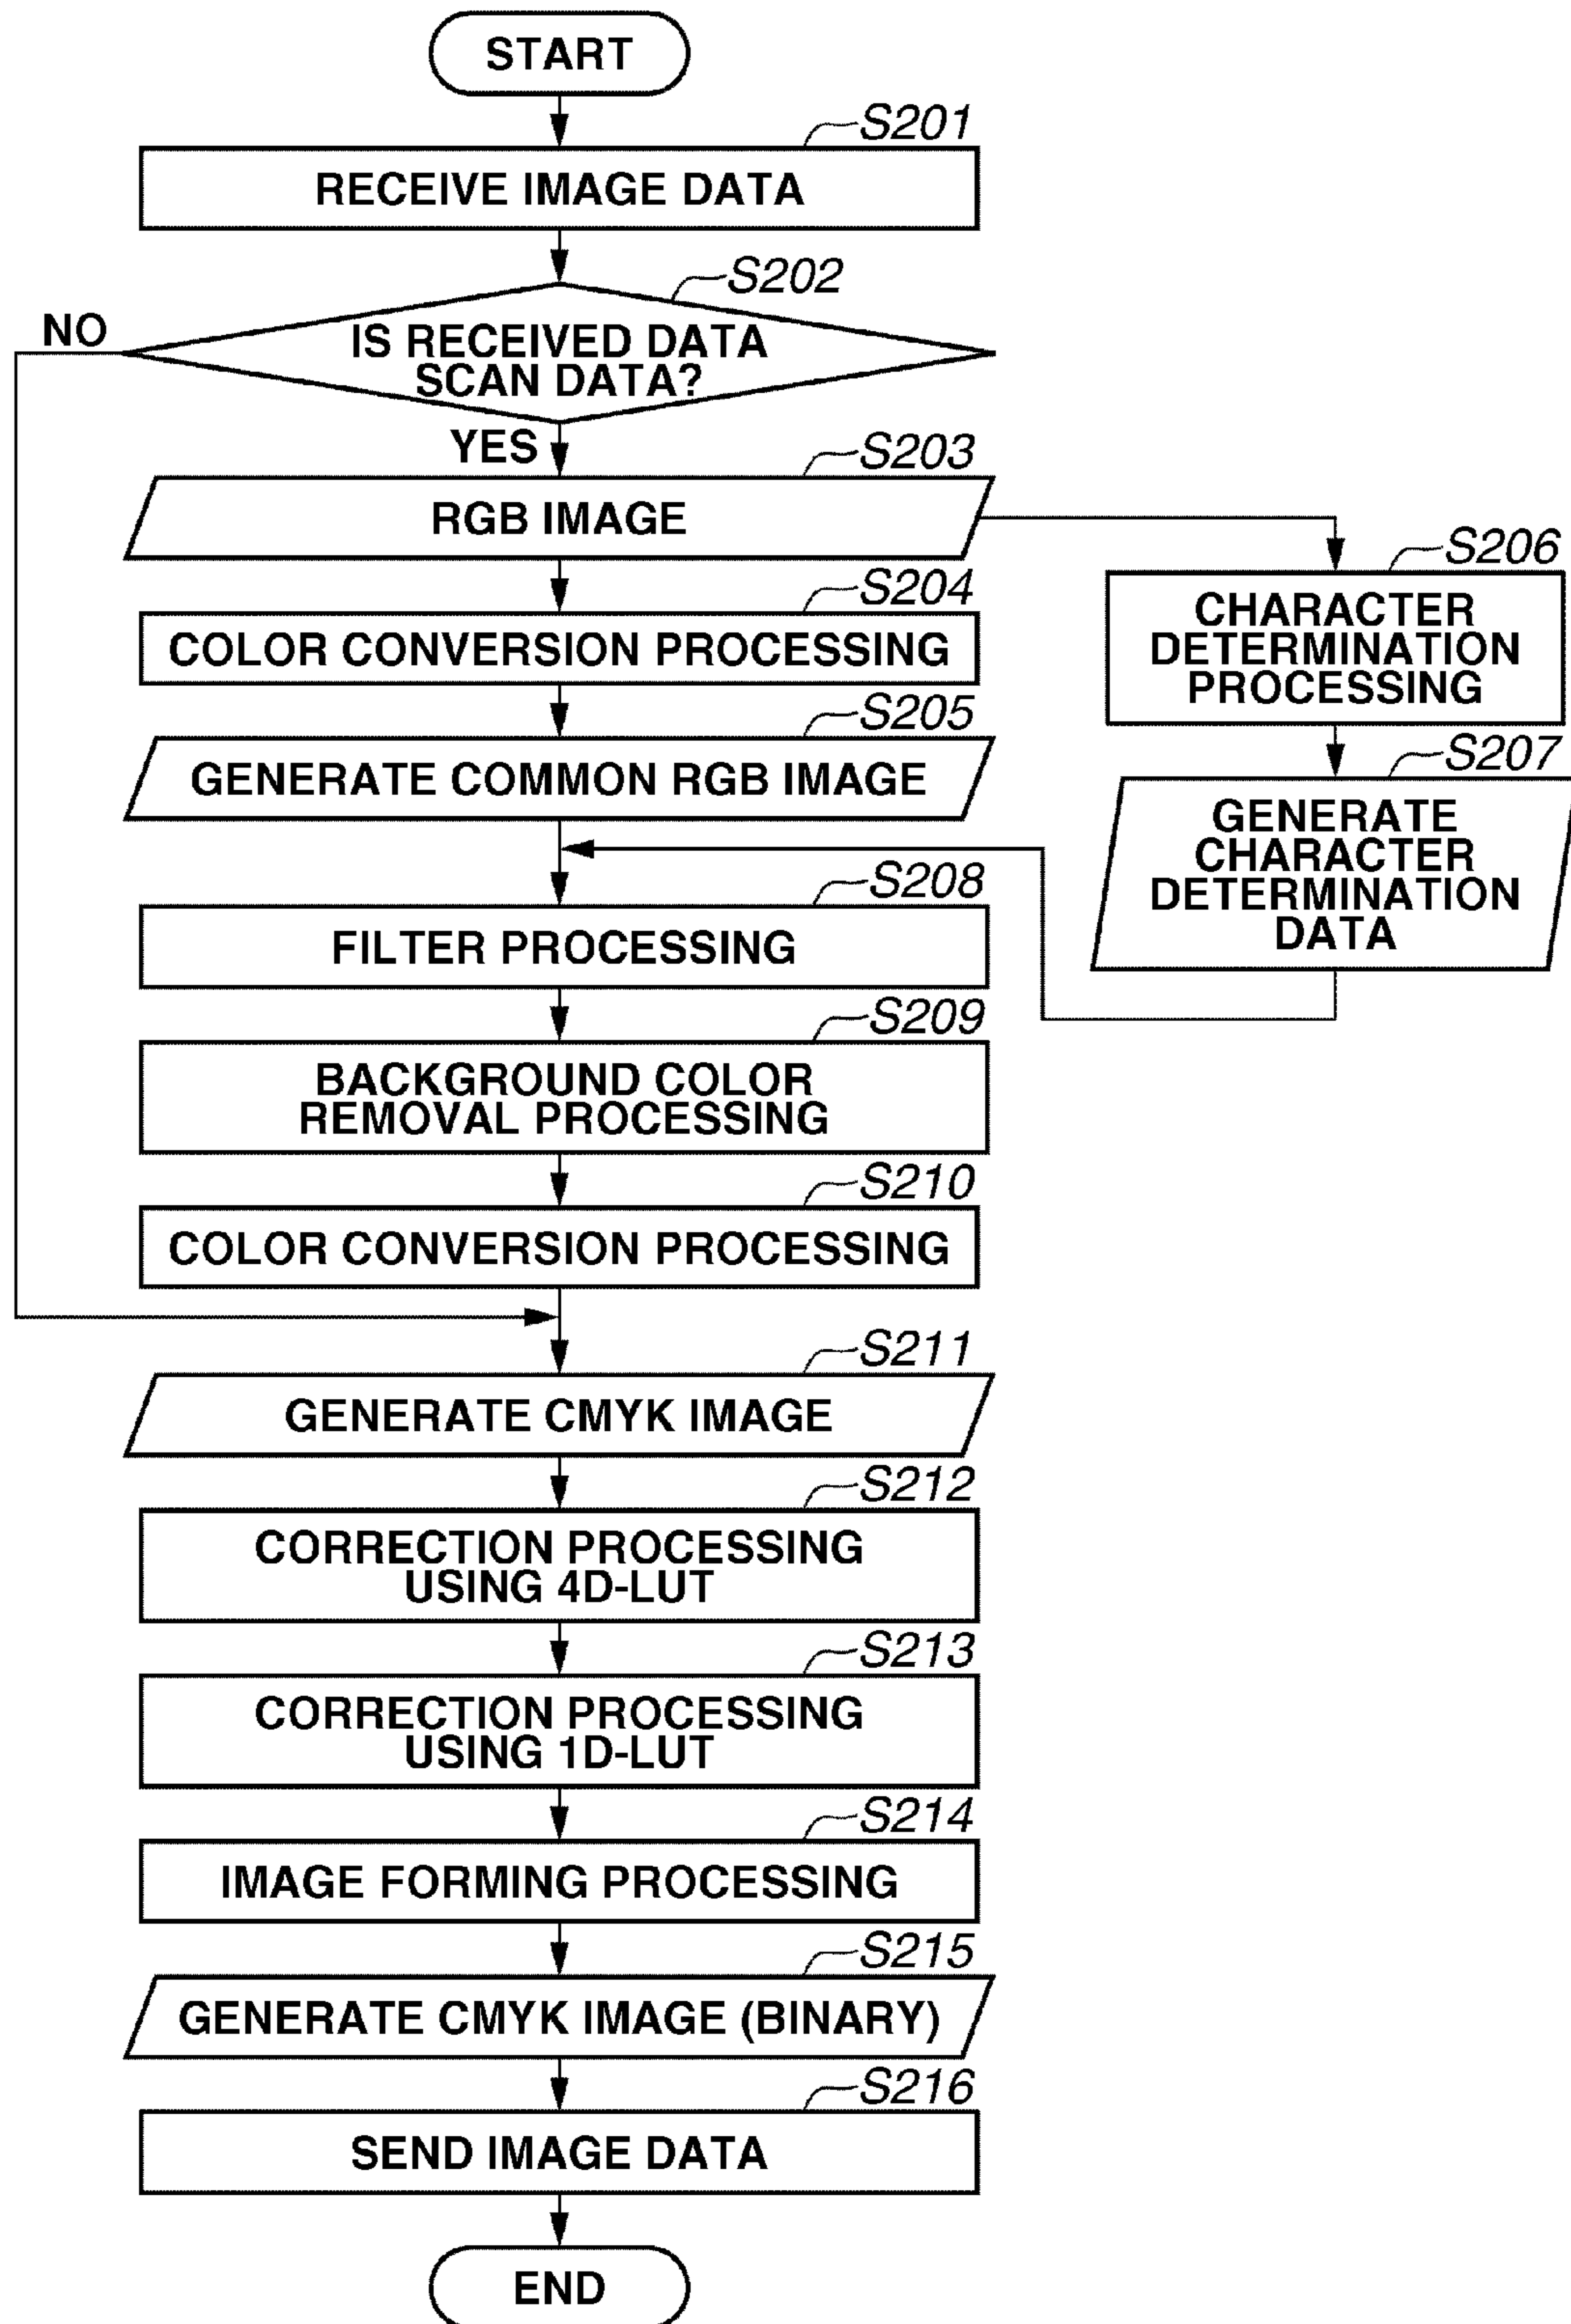 START
S201
RECEIVE IMAGE DATA
S202
NO
IS RECEIVED DATA
SCAN DATA?
YES
S203
RGB IMAGE
S204
COLOR CONVERSION PROCESSING
S205
GENERATE COMMON RGB IMAGE
S206
CHARACTER
DETERMINATION
PROCESSING
S207
GENERATE
CHARACTER
DETERMINATION
DATA
S208
FILTER PROCESSING
S209
BACKGROUND COLOR
REMOVAL PROCESSING
S210
COLOR CONVERSION PROCESSING
S211
GENERATE CMYK IMAGE
S212
CORRECTION PROCESSING
USING 4D-LUT
S213
CORRECTION PROCESSING
USING 1D-LUT
S214
IMAGE FORMING PROCESSING
S215
GENERATE CMYK IMAGE (BINARY)
S216
SEND IMAGE DATA
END